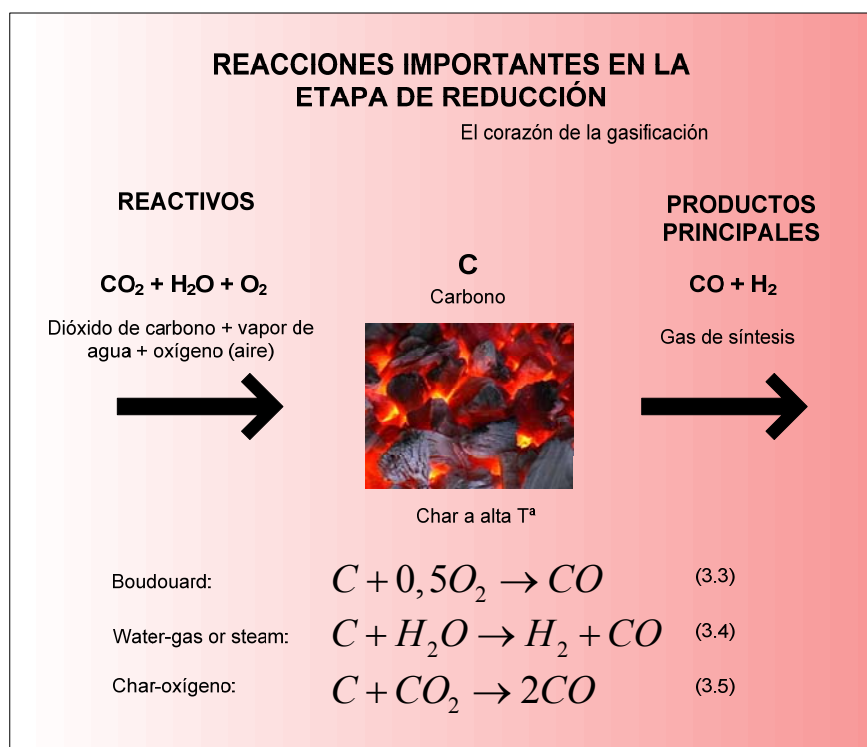 REACCIONES IMPORTANTES EN LA
ETAPA DE REDUCCIÓN
El corazón de la gasificación
REACTIVOS
CO₂ + H₂O + O₂
Dióxido de carbono + vapor de
agua + oxígeno (aire)
C
Carbono
Char a alta Tª
PRODUCTOS
PRINCIPALES
CO + H₂
Gas de síntesis
Boudouard: C + 0,5O₂ → CO (3.3)
Water-gas or steam: C + H₂O → H₂ + CO (3.4)
Char-oxígeno: C + CO₂ → 2CO (3.5)